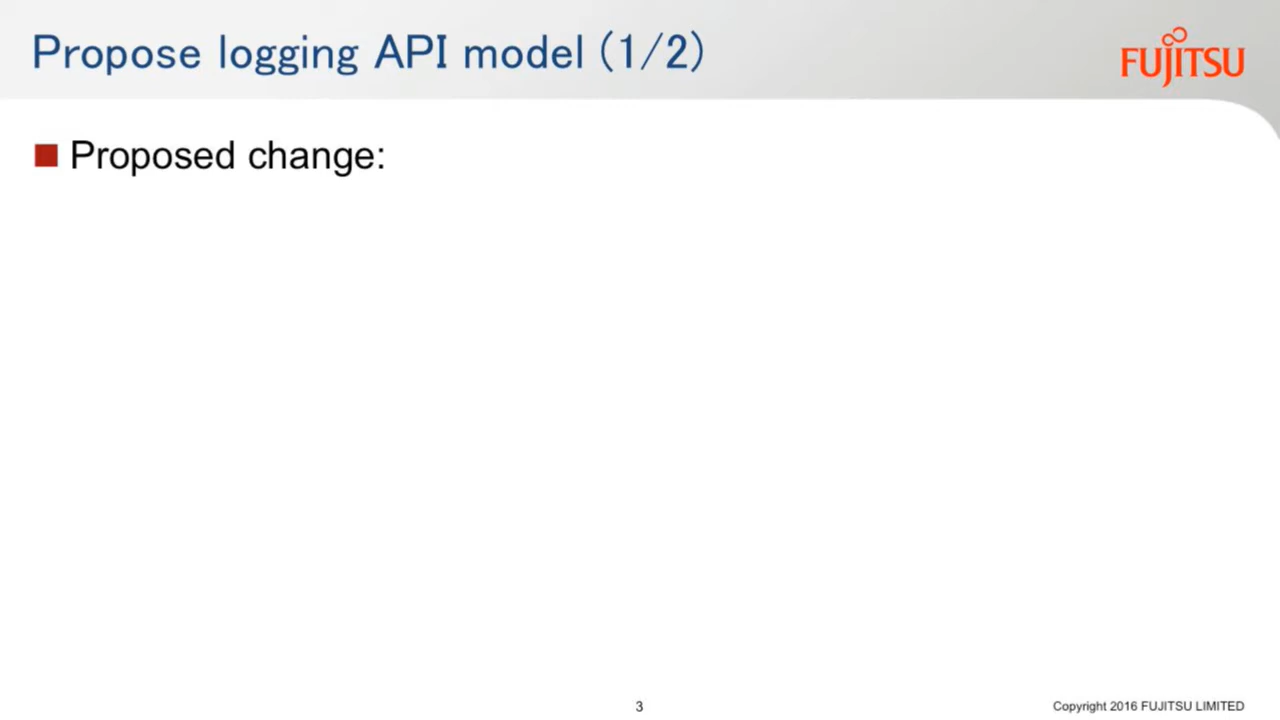 Propose logging API model (1/2)
FUJITSU
Proposed change:
3
Copyright 2016 FUJITSU LIMITED